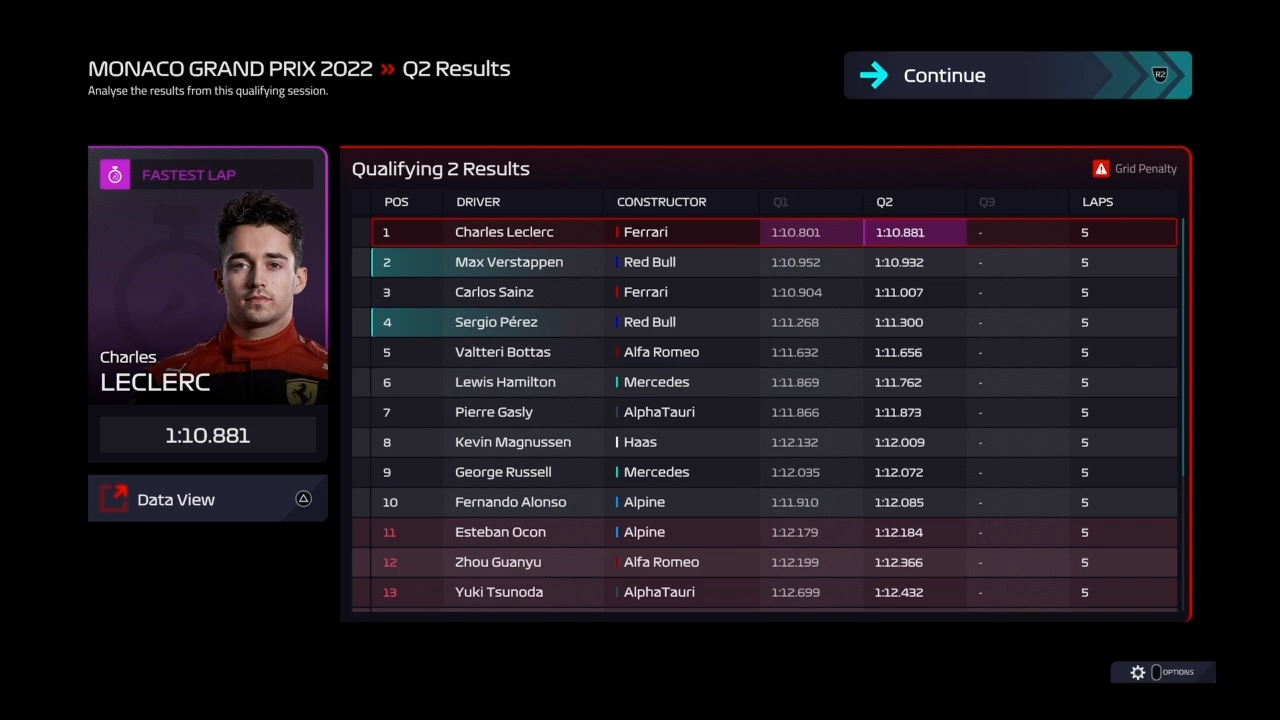 MONACO GRAND PRIX 2022 » Q2 Results
Analyse the results from this qualifying session.
Continue R2
FASTEST LAP
Charles
LECLERC
1:10.881
Data View
Qualifying 2 Results
Grid Penalty
POS DRIVER CONSTRUCTOR Q1 Q2 Q3 LAPS
1 Charles Leclerc Ferrari 1:10.801 1:10.881 - 5
2 Max Verstappen Red Bull 1:10.952 1:10.932 - 5
3 Carlos Sainz Ferrari 1:10.904 1:11.007 - 5
4 Sergio Pérez Red Bull 1:11.268 1:11.300 - 5
5 Valtteri Bottas Alfa Romeo 1:11.632 1:11.656 - 5
6 Lewis Hamilton Mercedes 1:11.869 1:11.762 - 5
7 Pierre Gasly AlphaTauri 1:11.866 1:11.873 - 5
8 Kevin Magnussen Haas 1:12.132 1:12.009 - 5
9 George Russell Mercedes 1:12.035 1:12.072 - 5
10 Fernando Alonso Alpine 1:11.910 1:12.085 - 5
11 Esteban Ocon Alpine 1:12.179 1:12.184 - 5
12 Zhou Guanyu Alfa Romeo 1:12.199 1:12.366 - 5
13 Yuki Tsunoda AlphaTauri 1:12.699 1:12.432 - 5
OPTIONS